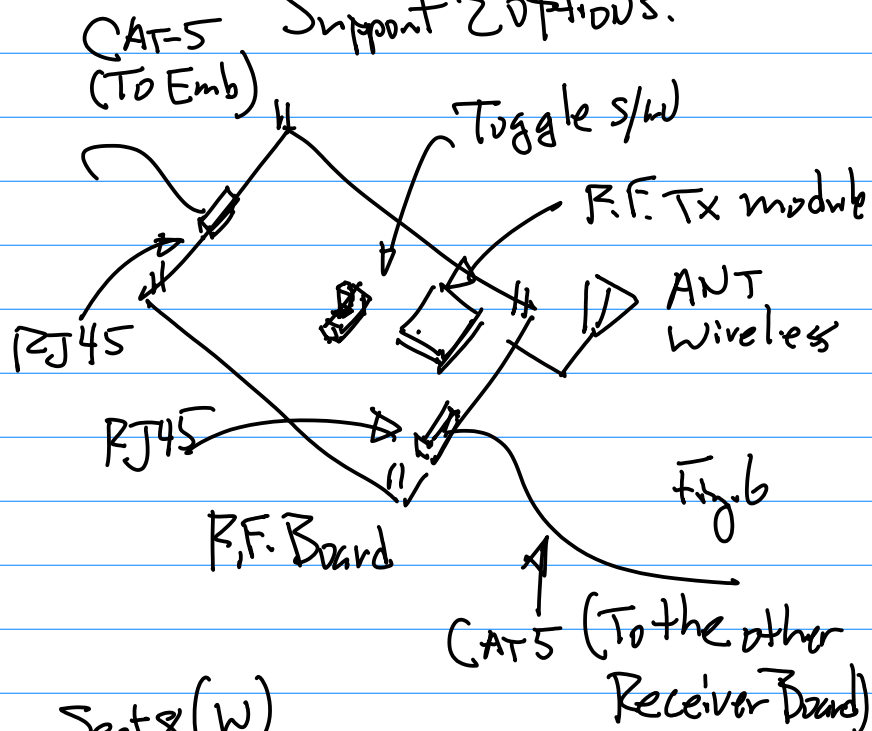 Support 2 options.
CAT-5
(To Emb)
Toggle s/w
R.F. Tx module
ANT
Wireless
RJ45
RJ45
Fig.6
R.F. Board
CAT5 (To the other
Receiver Board)
(W)